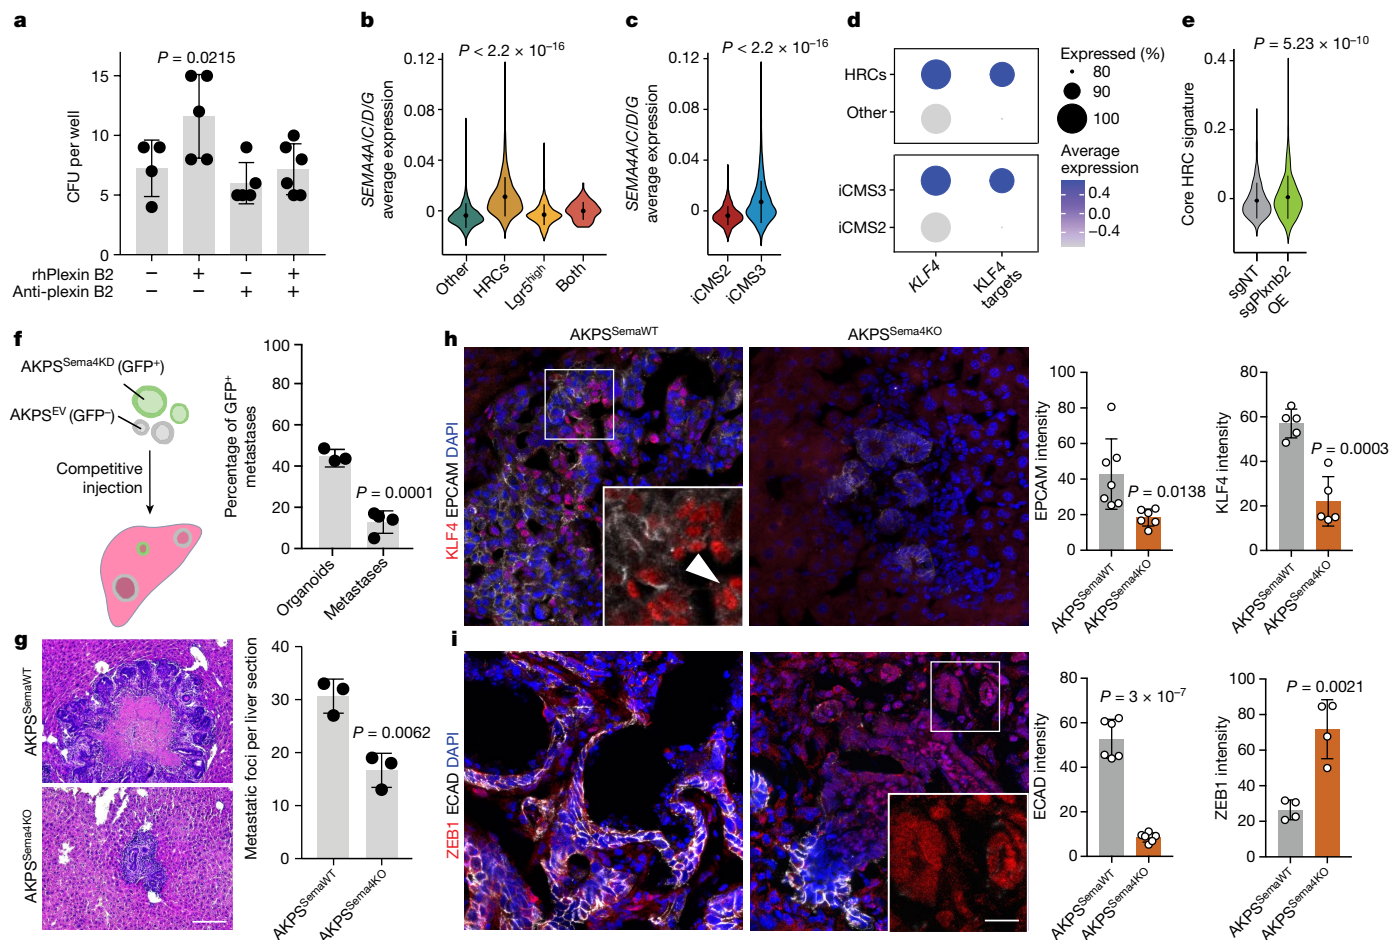 a
P = 0.0215
CFU per well
15
10
5
0
rhPlexin B2 − + − +
Anti-plexin B2 − − + +
b
P < 2.2 × 10⁻¹⁶
SEMA4A/C/D/G
average expression
0.12
0.08
0.04
0
Other
HRCs
Lgr5ʰⁱᵍʰ
Both
c
P < 2.2 × 10⁻¹⁶
SEMA4A/C/D/G
average expression
0.12
0.08
0.04
0
iCMS2
iCMS3
d
HRCs
Other
iCMS3
iCMS2
KLF4
KLF4
targets
Expressed (%)
80
90
100
Average
expression
0.4
0.0
−0.4
e
P = 5.23 × 10⁻¹⁰
Core HRC signature
0.4
0.2
0
sgNT
sgPlxnb2
OE
f
AKPSSema4KD (GFP⁺)
AKPSEV (GFP⁻)
Competitive
injection
Percentage of GFP⁺
metastases
100
80
60
40
20
0
P = 0.0001
Organoids
Metastases
g
AKPSSemaWT
AKPSSema4KO
Metastatic foci per liver section
40
30
20
10
0
P = 0.0062
AKPSSemaWT
AKPSSema4KO
h
AKPSSemaWT
AKPSSema4KO
KLF4 EPCAM DAPI
EPCAM intensity
100
80
60
40
20
0
P = 0.0138
AKPSSemaWT
AKPSSema4KO
KLF4 intensity
80
60
40
20
0
P = 0.0003
AKPSSemaWT
AKPSSema4KO
i
ZEB1 ECAD DAPI
ECAD intensity
80
60
40
20
0
P = 3 × 10⁻⁷
AKPSSemaWT
AKPSSema4KO
ZEB1 intensity
100
80
60
40
20
0
P = 0.0021
AKPSSemaWT
AKPSSema4KO